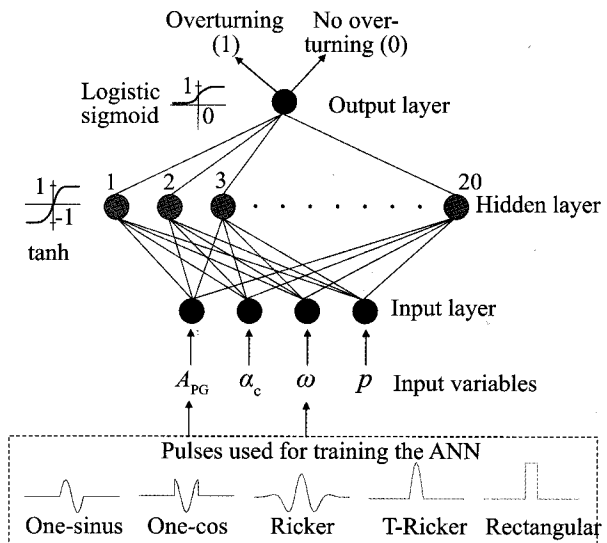 Overturning
(1)
No over-
turning (0)
Logistic
sigmoid
1
0
Output layer
1
2
3
20
1
-1
tanh
Hidden layer
Input layer
A_PG
α_c
ω
p
Input variables
Pulses used for training the ANN
One-sinus
One-cos
Ricker
T-Ricker
Rectangular